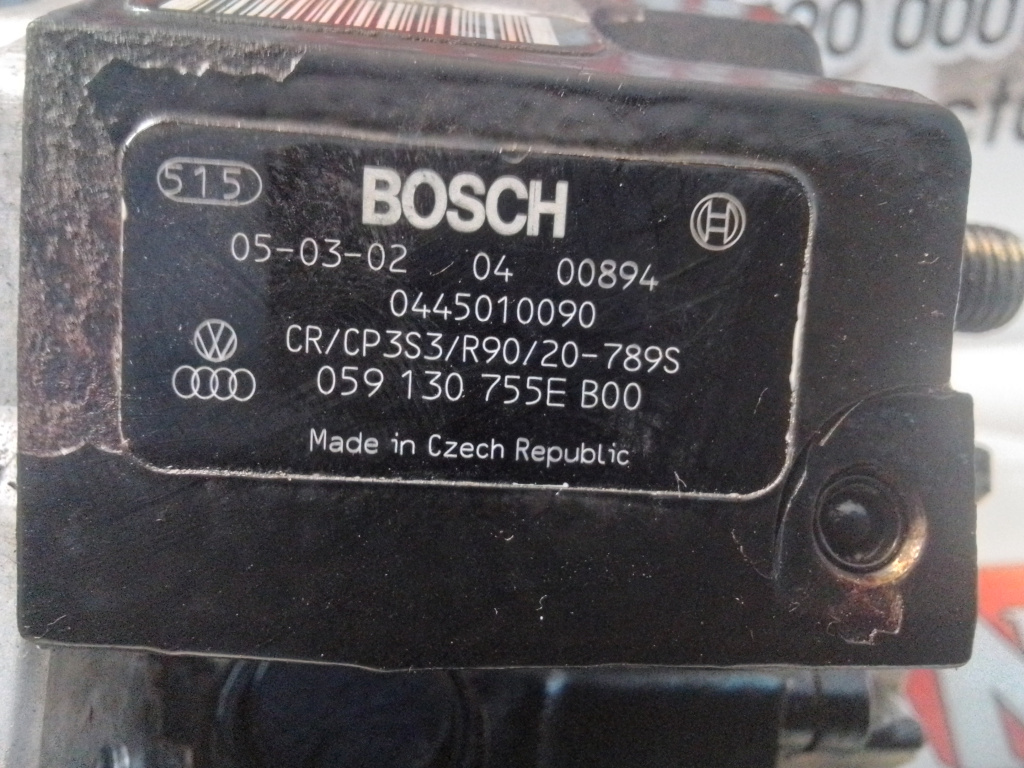 515
BOSCH
05-03-02 04 00894
0445010090
CR/CP3S3/R90/20-789S
059 130 755E B00
Made in Czech Republic